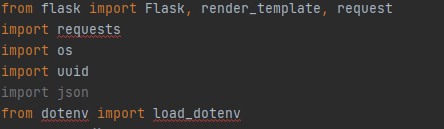 from flask import Flask, render_template, request
import requests
import os
import uuid
import json
from dotenv import load_dotenv